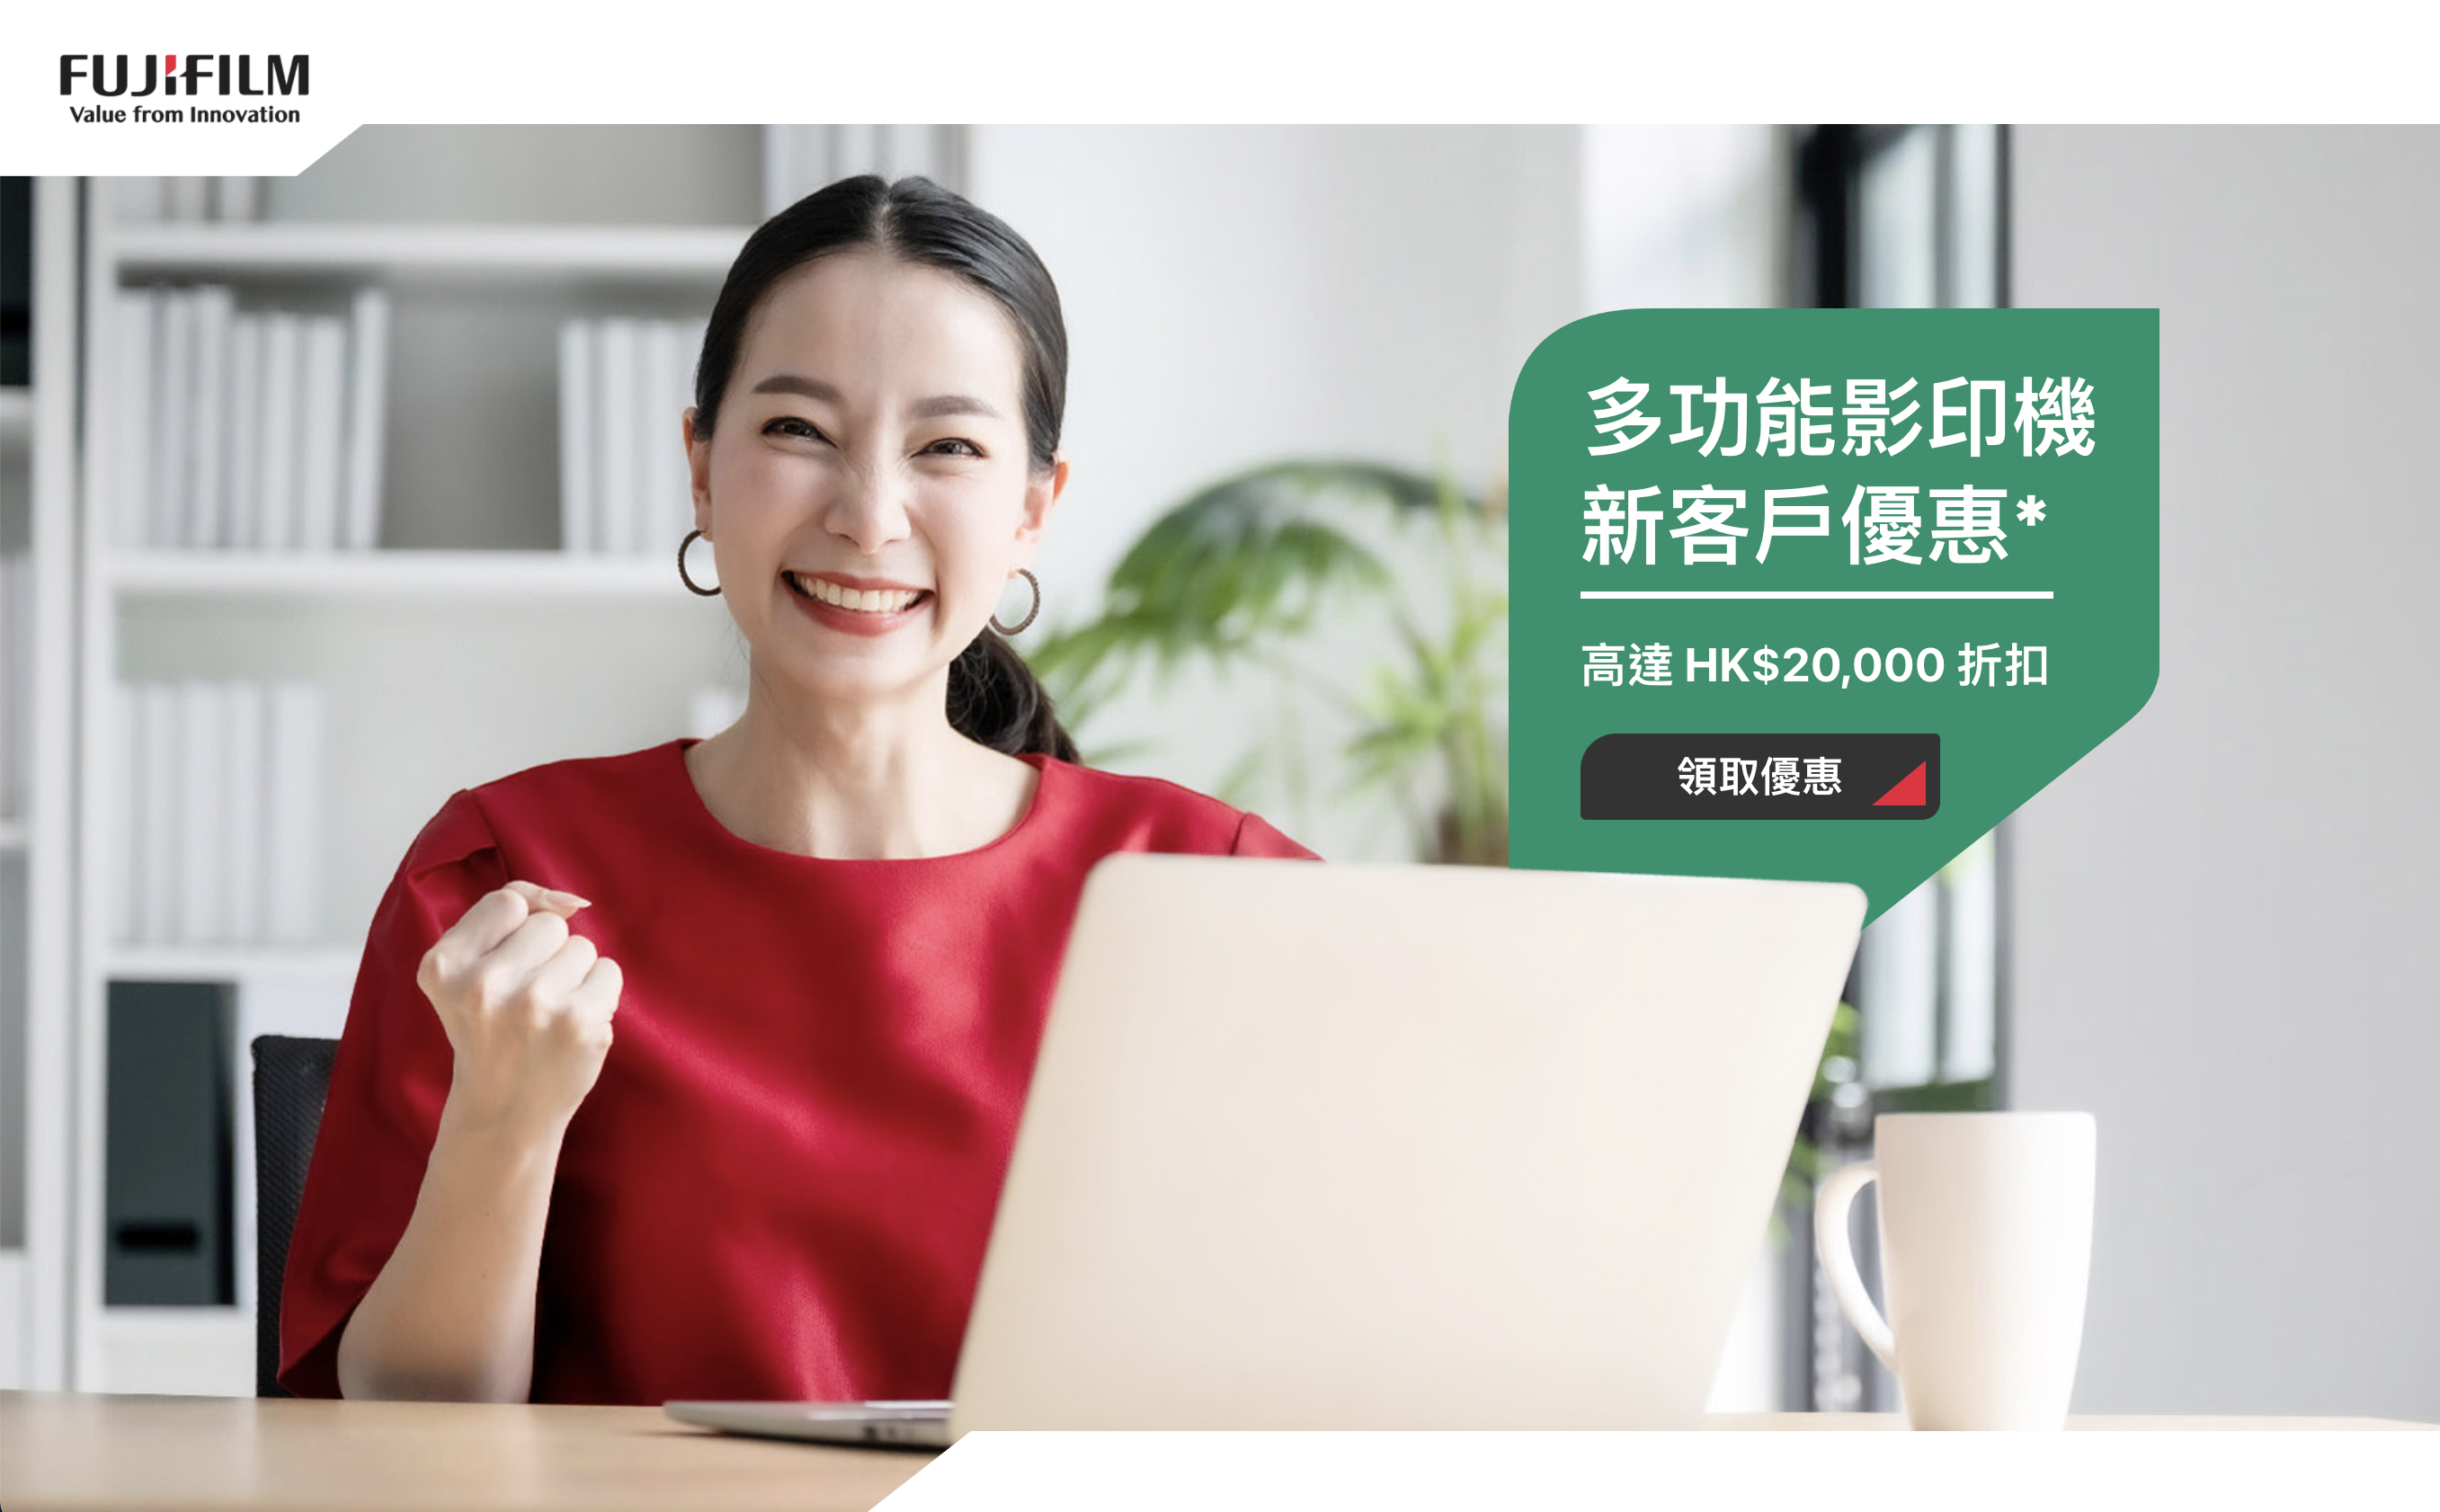 FUJIFILM
Value from Innovation
多功能影印機
新客戶優惠*
高達 HK$20,000 折扣
領取優惠